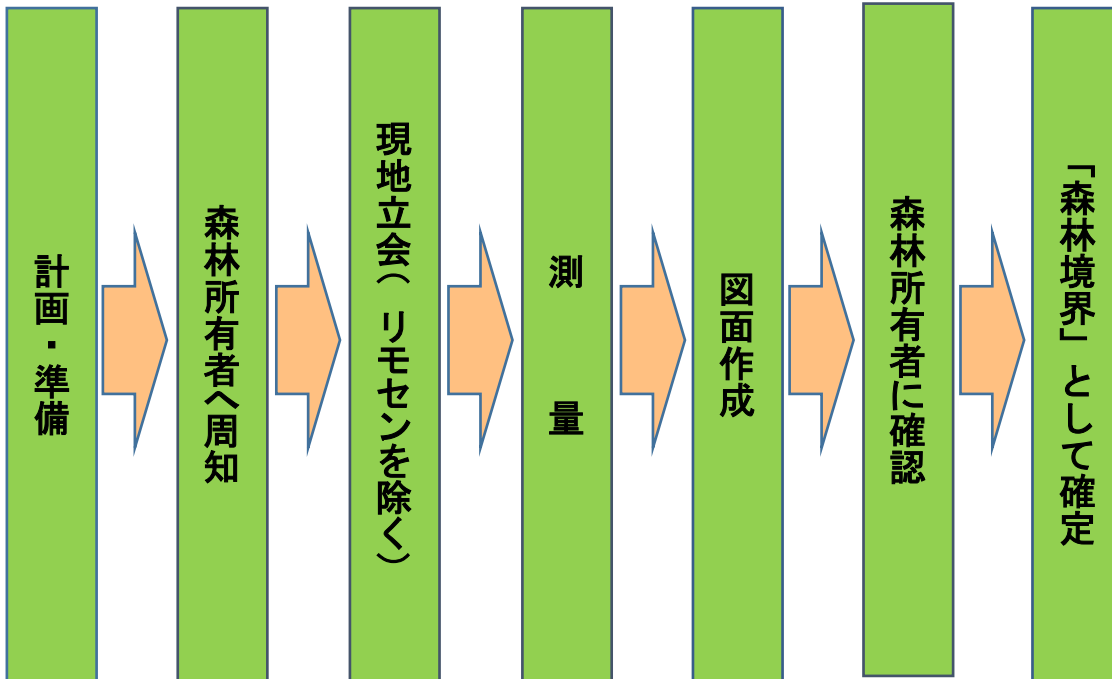 計画・準備
森林所有者へ周知
現地立会（リモセンを除く）
測量
図面作成
森林所有者に確認
「森林境界」として確定